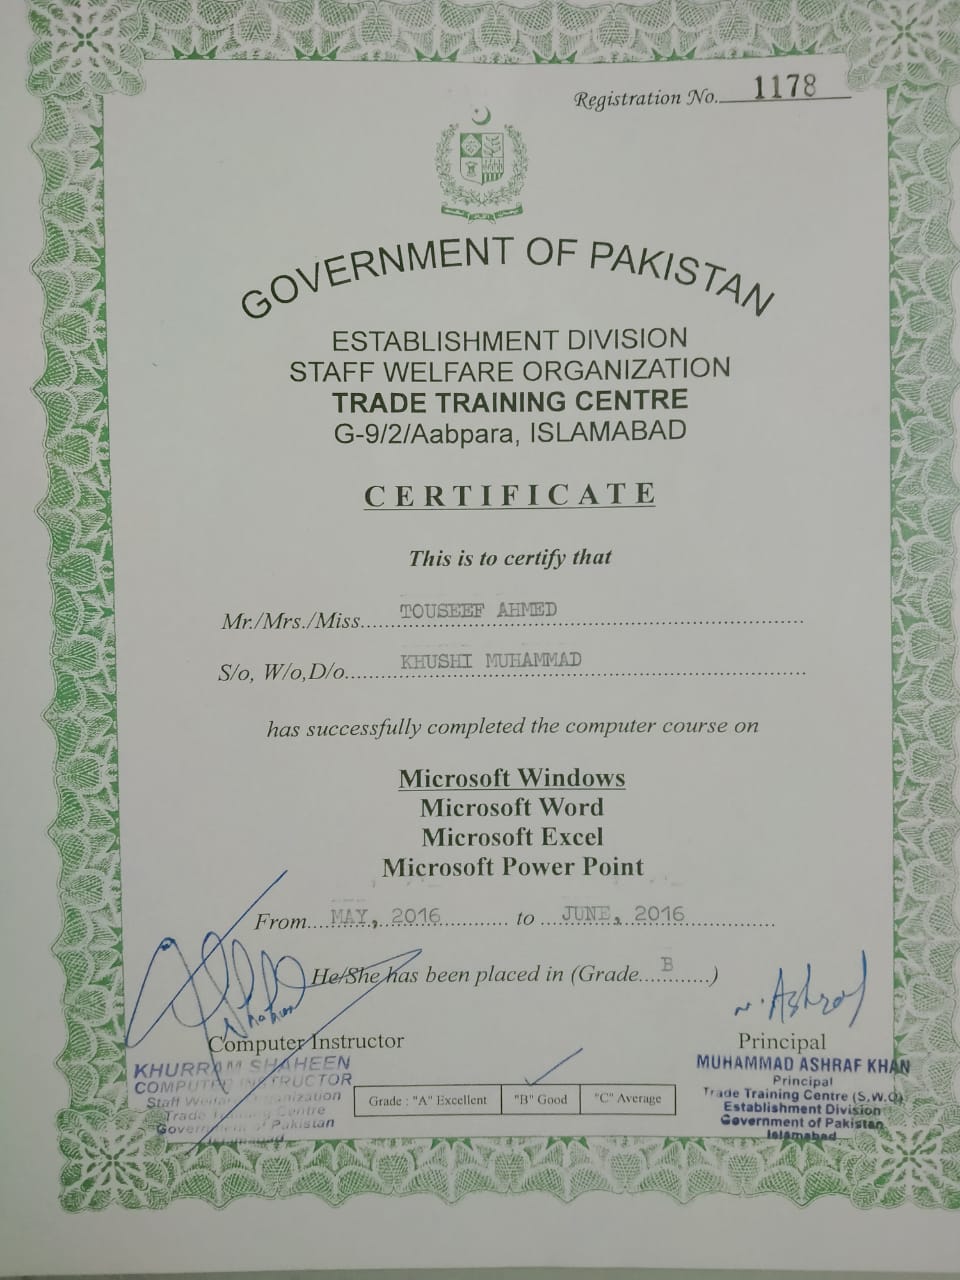 Registration No. 1178
GOVERNMENT OF PAKISTAN
ESTABLISHMENT DIVISION
STAFF WELFARE ORGANIZATION
TRADE TRAINING CENTRE
G-9/2/Aabpara, ISLAMABAD
CERTIFICATE
This is to certify that
Mr./Mrs./Miss. TOUSEEF AHMED
S/o, W/o,D/o. KHUSHI MUHAMMAD
has successfully completed the computer course on
Microsoft Windows
Microsoft Word
Microsoft Excel
Microsoft Power Point
From MAY, 2016 to JUNE, 2016
He/She has been placed in (Grade B )
Computer Instructor
KHURRAM SHAHEEN
COMPUTER INSTRUCTOR
Staff Welfare Organization
Trade Training Centre
Government of Pakistan
Islamabad
Grade : "A" Excellent "B" Good "C" Average
M. Ashraf
Principal
MUHAMMAD ASHRAF KHAN
Principal
Trade Training Centre (S.W.O)
Establishment Division
Government of Pakistan
Islamabad